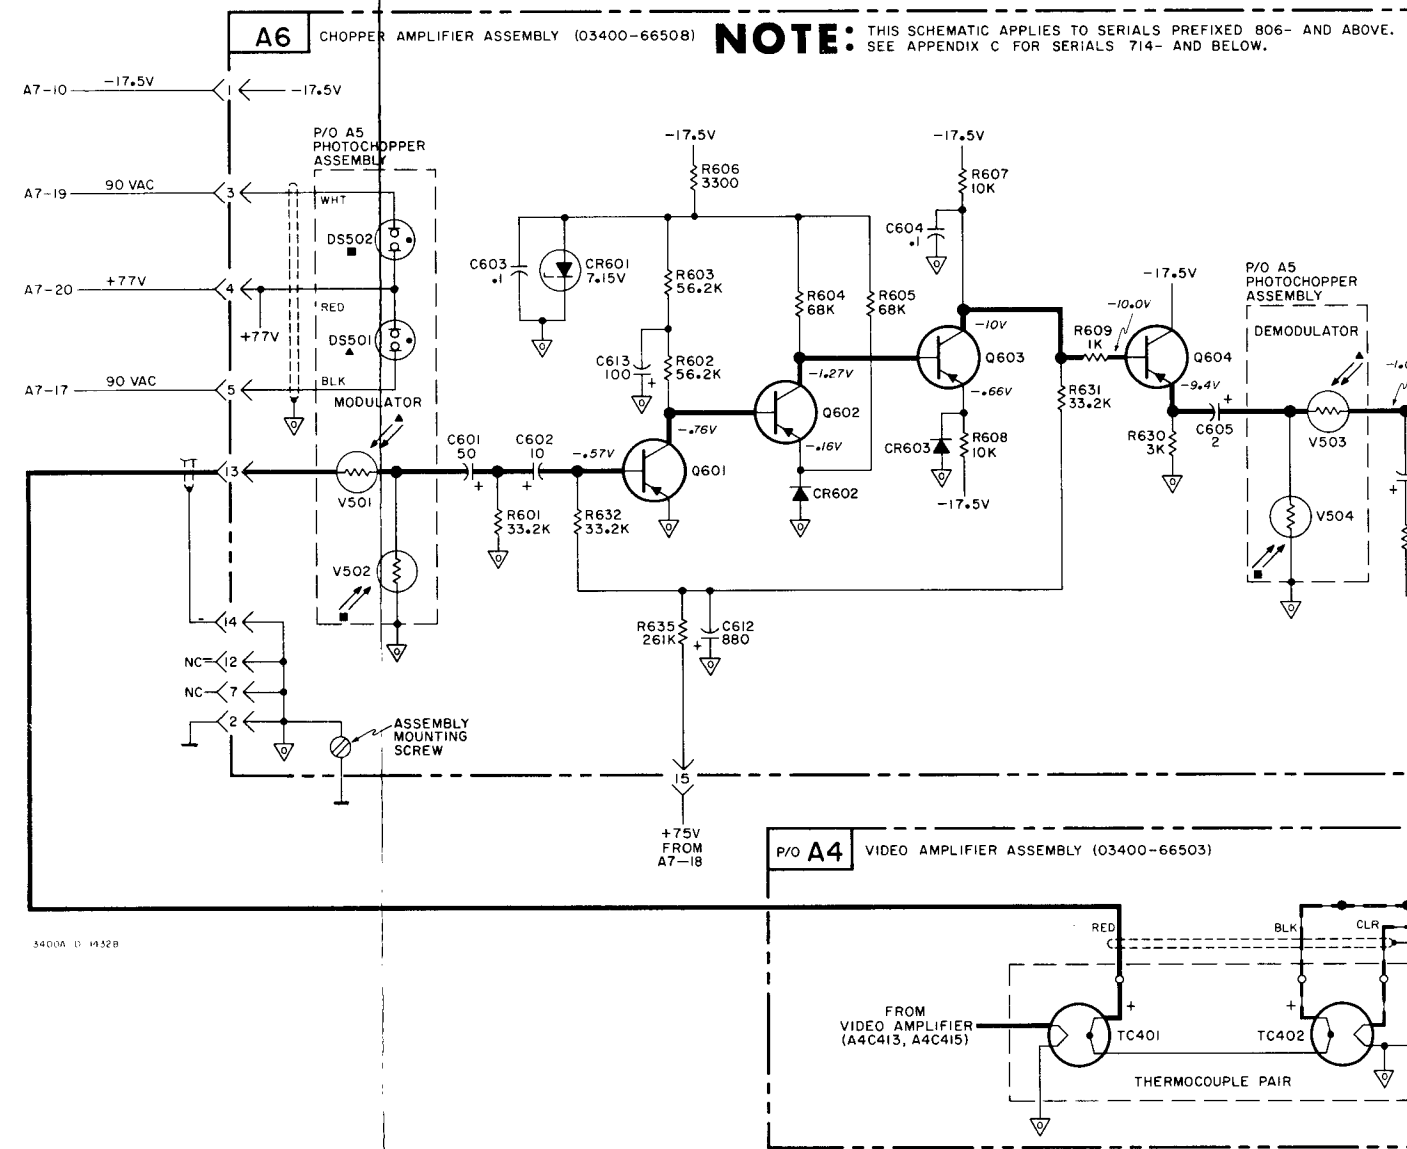 A6
CHOPPER AMPLIFIER ASSEMBLY (03400-66508)
NOTE:
THIS SCHEMATIC APPLIES TO SERIALS PREFIXED 806- AND ABOVE.
SEE APPENDIX C FOR SERIALS 714- AND BELOW.
A7-10
-17.5V
1
-17.5V
P/O A5
PHOTOCHOPPER
ASSEMBLY
A7-19
90 VAC
3
WHT
DS502
A7-20
+77V
4
RED
+77V
DS501
A7-17
90 VAC
5
BLK
MODULATOR
13
V501
V502
C601
50
+
C602
10
+
-.57V
R601
33.2K
R632
33.2K
-17.5V
R606
3300
C603
.1
CR601
7.15V
R603
56.2K
C613
100
+
R602
56.2K
-.76V
Q601
R604
68K
R605
68K
-1.27V
Q602
-.16V
CR602
-17.5V
R607
10K
C604
.1
-10V
Q603
-.66V
CR603
R608
10K
-17.5V
R609
1K
-10.0V
R631
33.2K
-17.5V
Q604
-9.4V
R630
3K
C605
2
+
P/O A5
PHOTOCHOPPER
ASSEMBLY
DEMODULATOR
V503
V504
+
R635
261K
C612
880
+
14
NC
12
NC
7
2
ASSEMBLY
MOUNTING
SCREW
15
+75V
FROM
A7-18
P/O A4
VIDEO AMPLIFIER ASSEMBLY (03400-66503)
3400A D 1432B
RED
BLK
CLR
+
+
FROM
VIDEO AMPLIFIER
(A4C413, A4C415)
TC401
TC402
THERMOCOUPLE PAIR